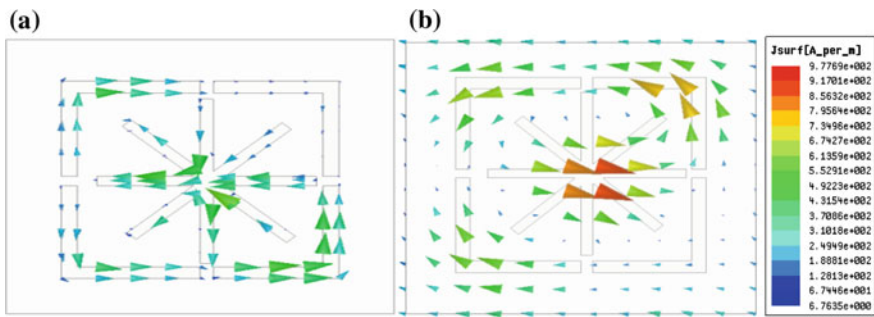 (a)
(b)
Jsurf[A_per_m]
9.7769e+002
9.1701e+002
8.5632e+002
7.9564e+002
7.3496e+002
6.7427e+002
6.1359e+002
5.5291e+002
4.9223e+002
4.3154e+002
3.7086e+002
3.1018e+002
2.4949e+002
1.8881e+002
1.2813e+002
6.7446e+001
6.7635e+000